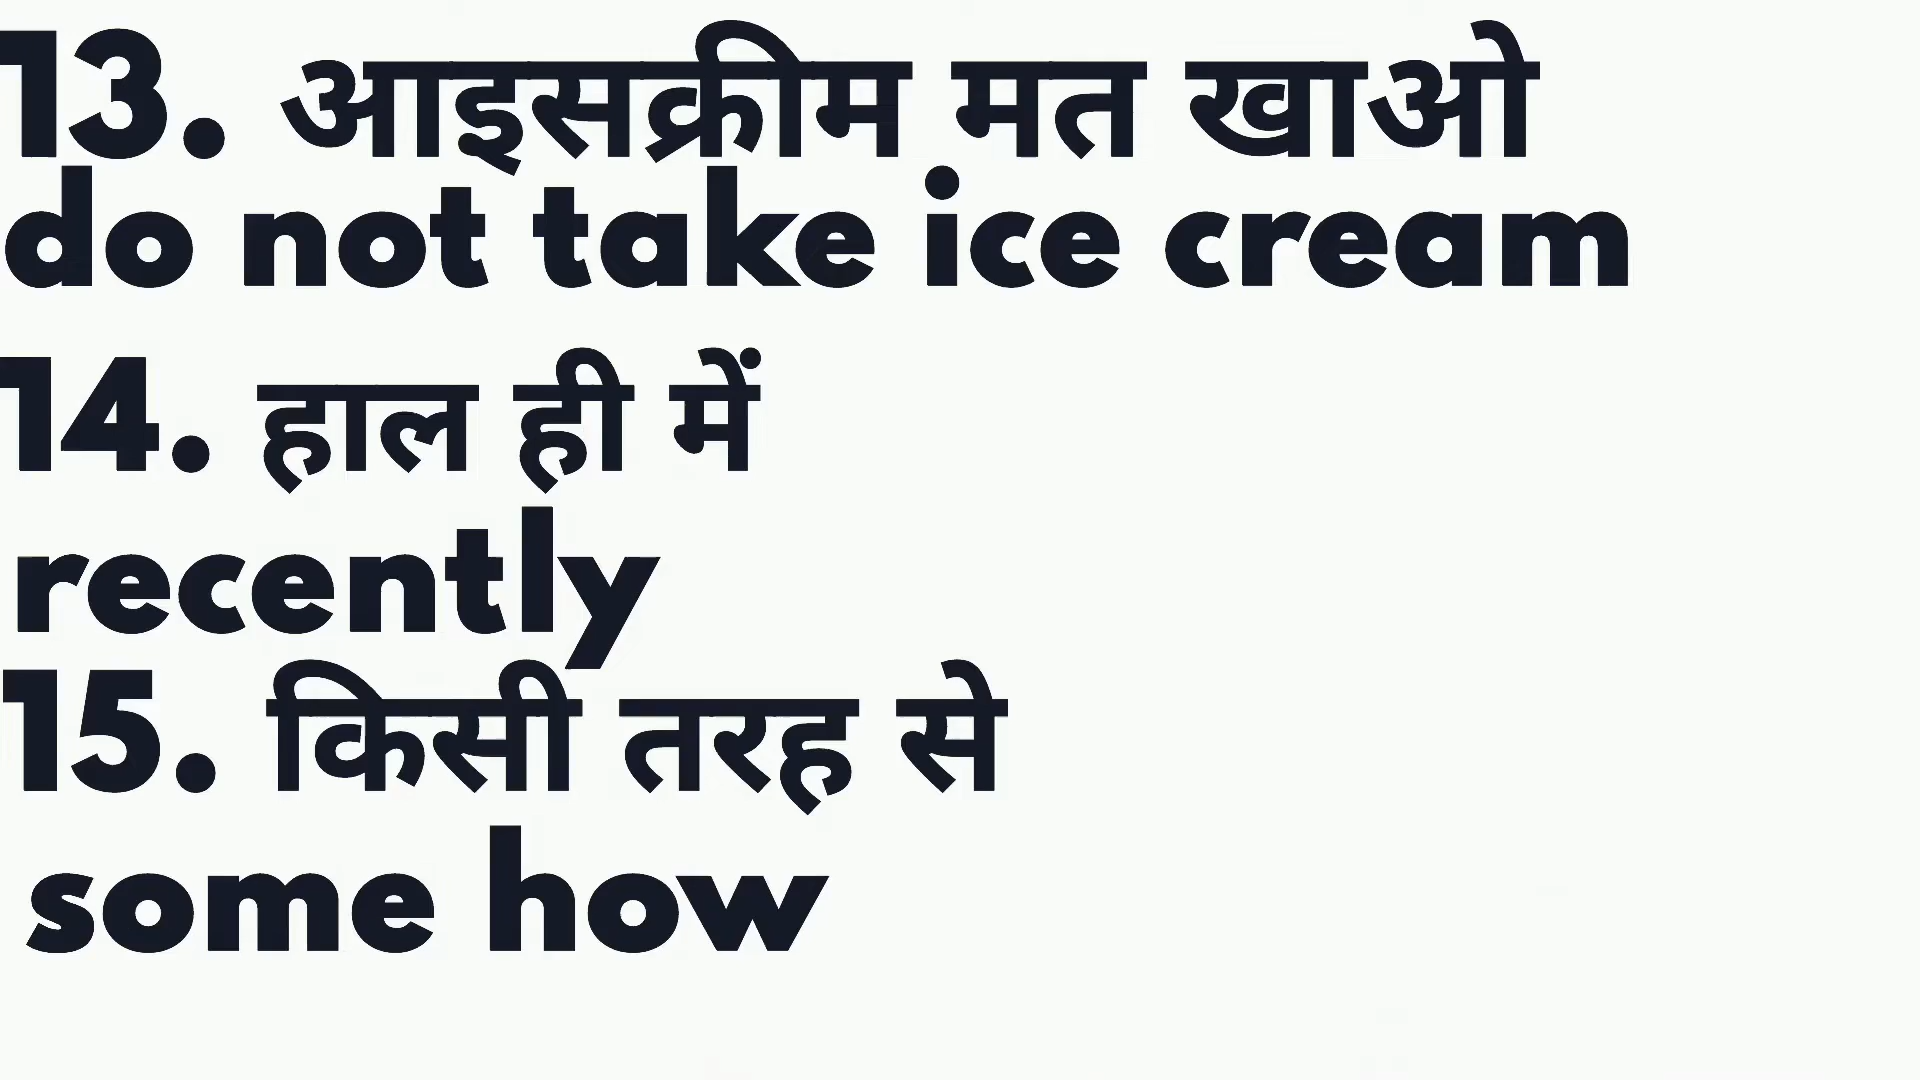 13. आइसक्रीम मत खाओ
do not take ice cream
14. हाल ही में
recently
15. किसी तरह से
some how